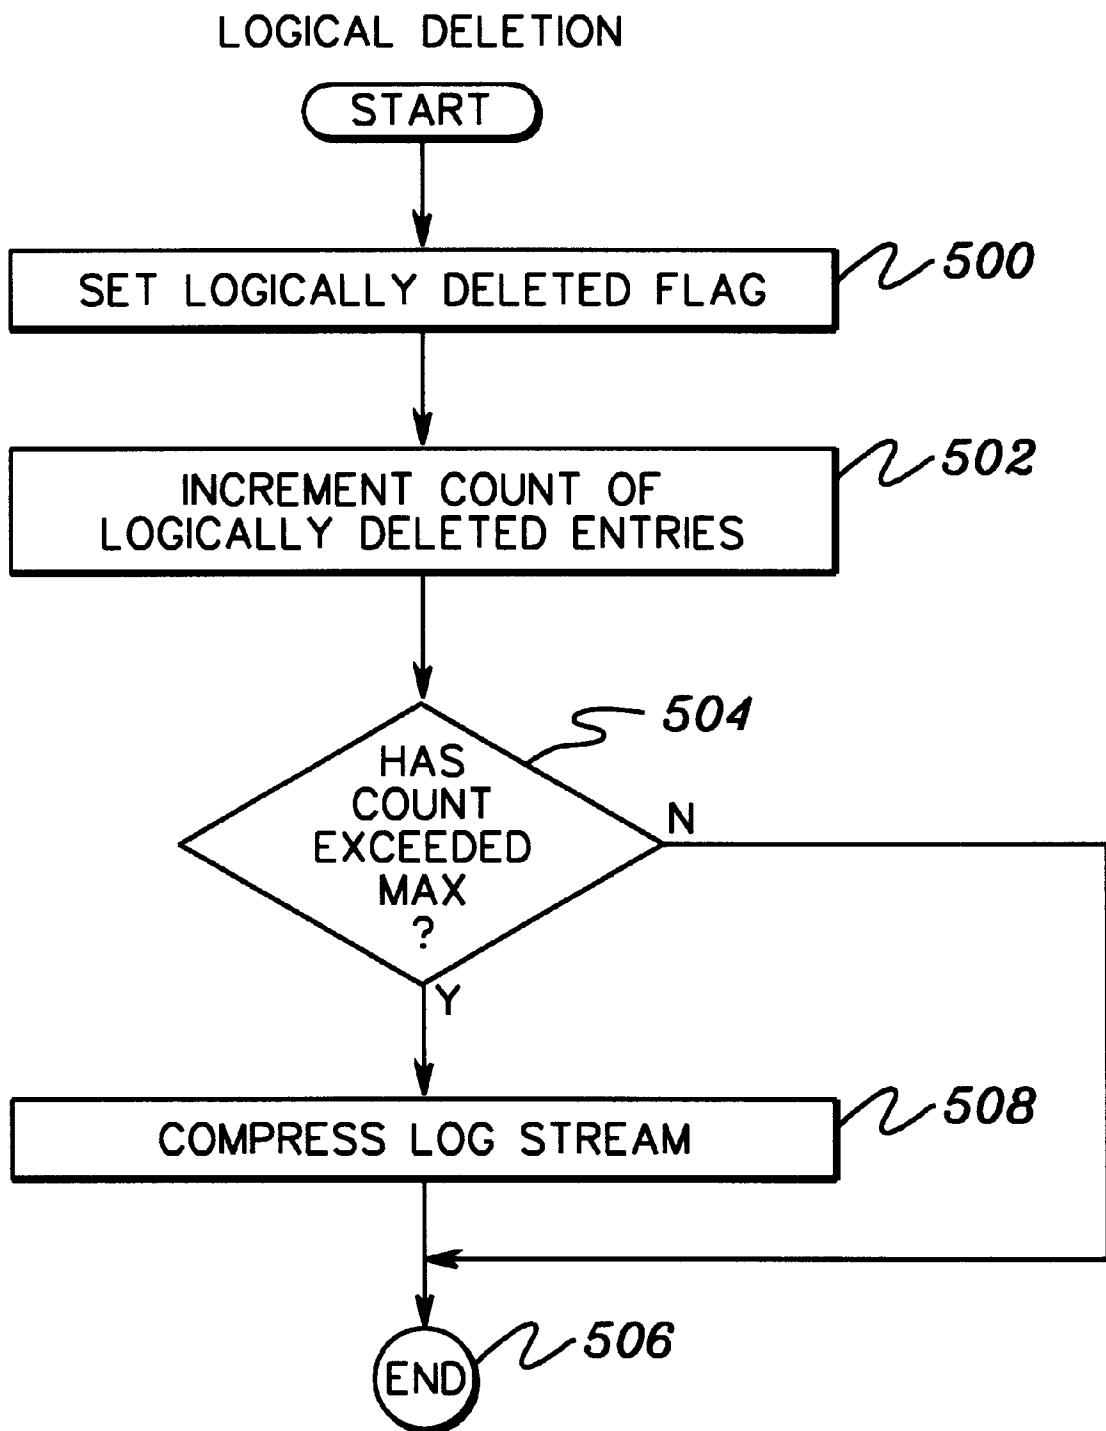 LOGICAL DELETION
START
SET LOGICALLY DELETED FLAG
500
INCREMENT COUNT OF
LOGICALLY DELETED ENTRIES
502
HAS
COUNT
EXCEEDED
MAX
?
504
N
Y
COMPRESS LOG STREAM
508
END
506